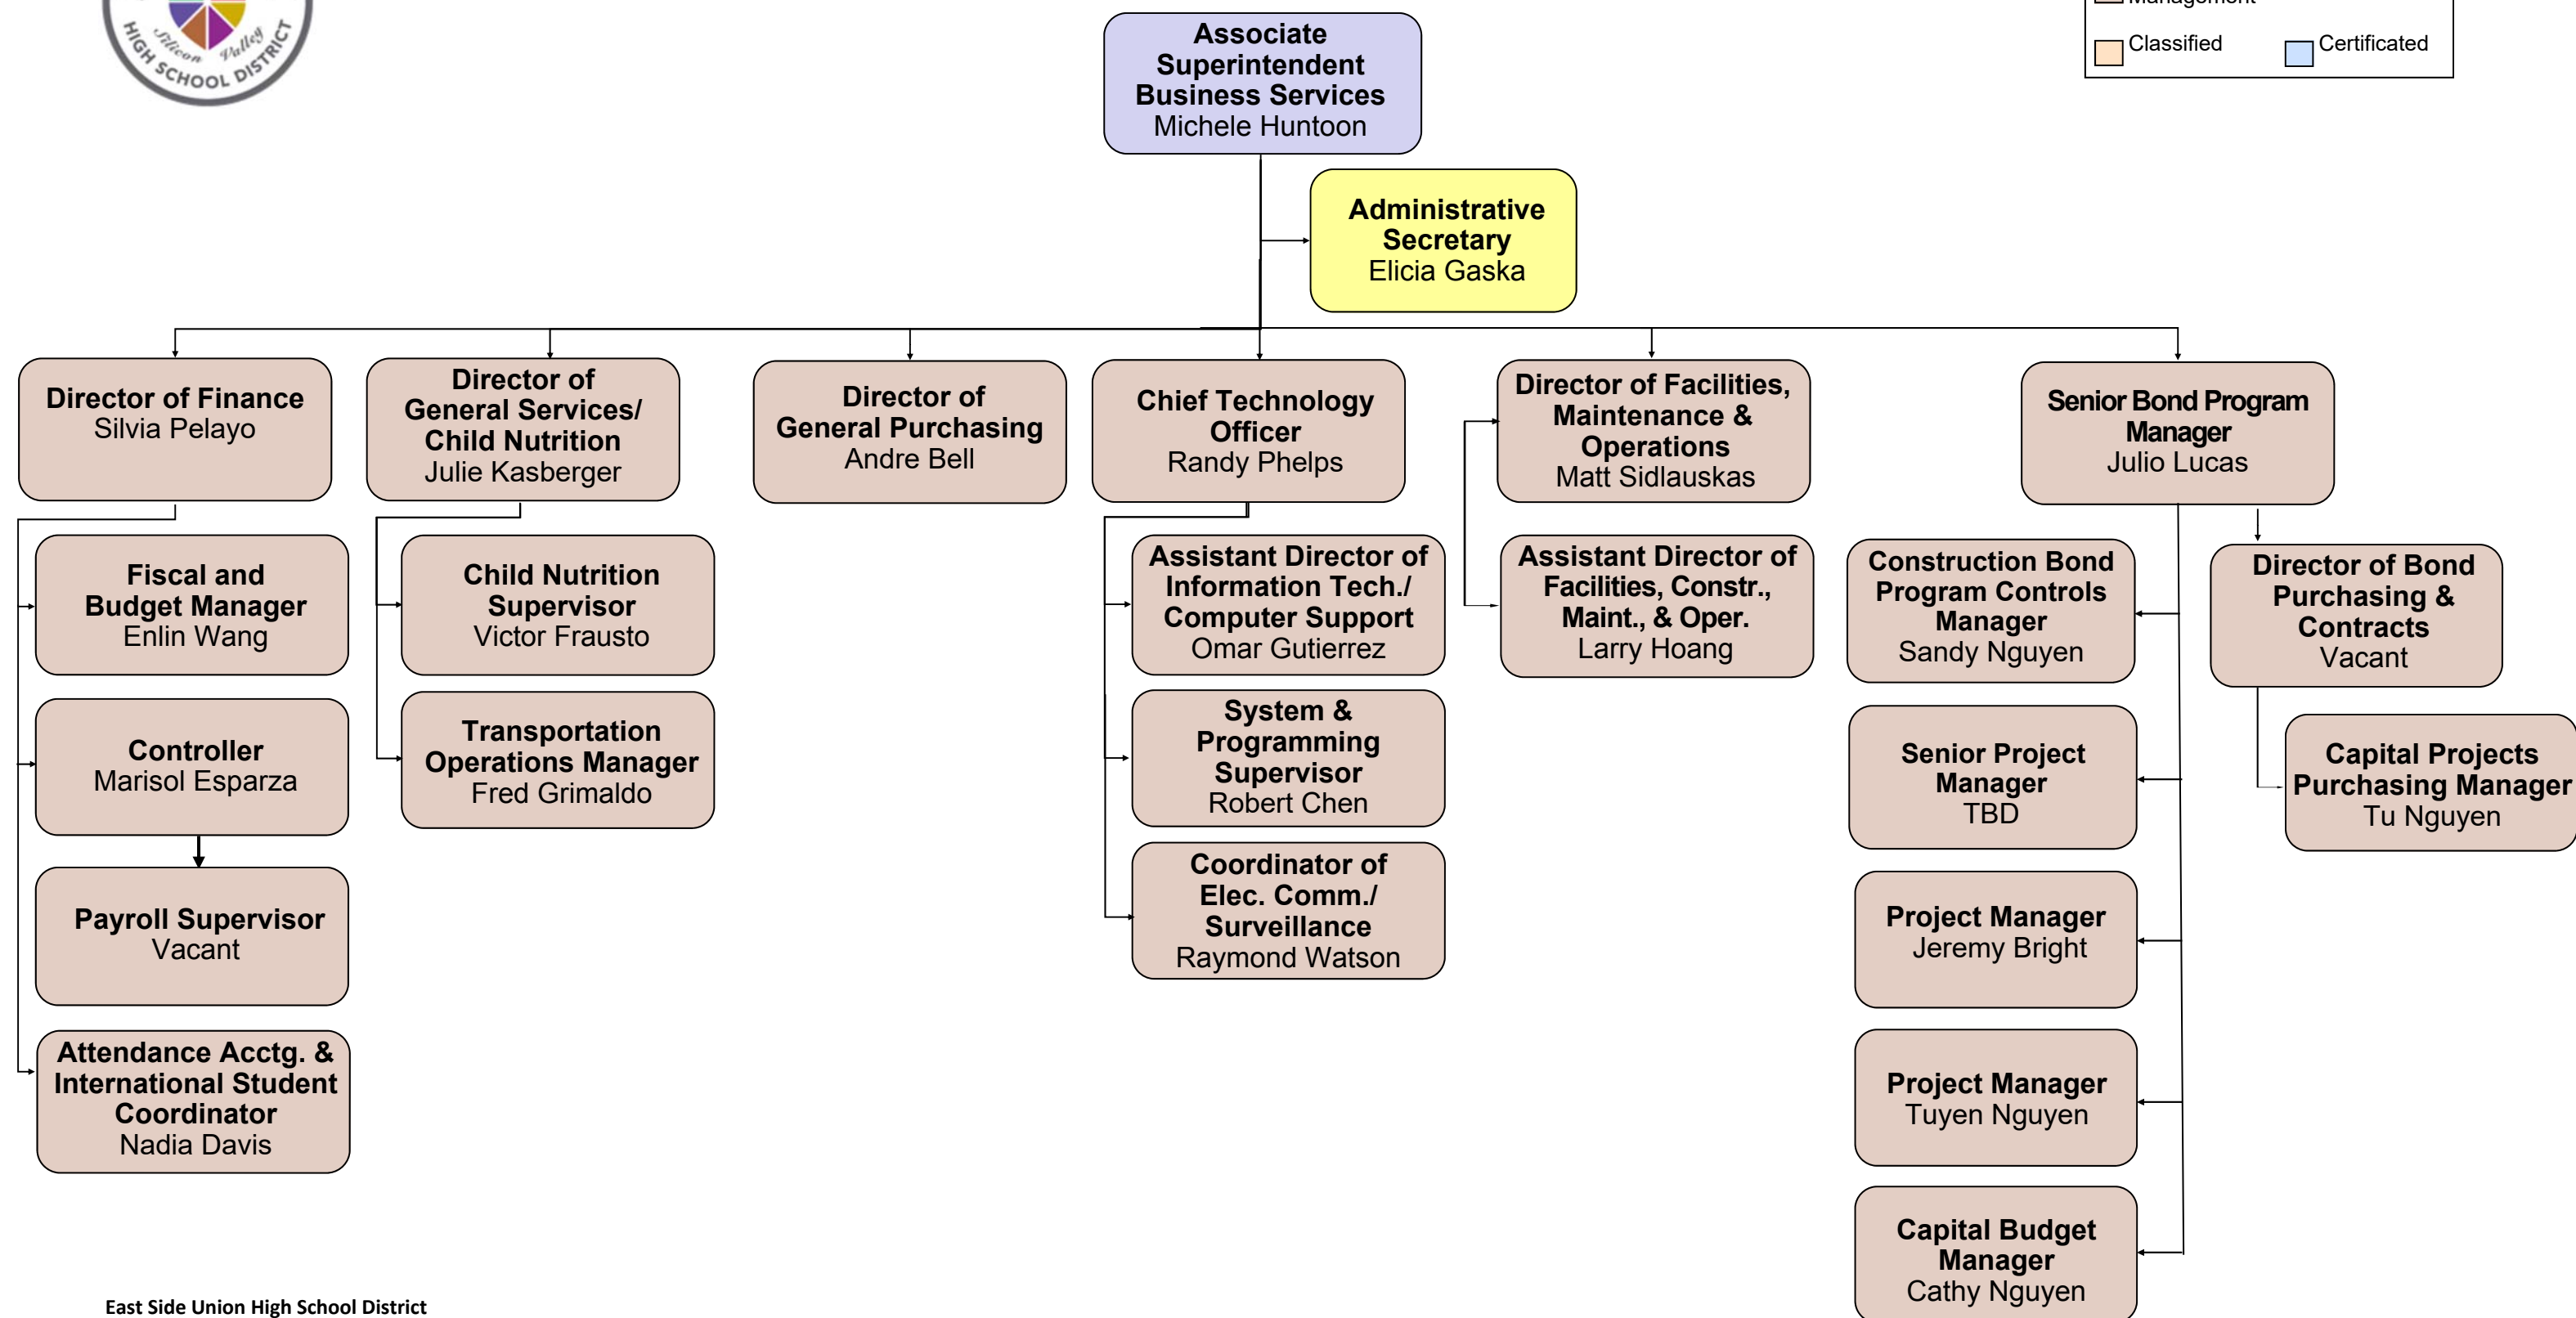 Silicon Valley
HIGH SCHOOL DISTRICT
Management
Classified
Certificated
Associate
Superintendent
Business Services
Michele Huntoon
Administrative
Secretary
Elicia Gaska
Director of Finance
Silvia Pelayo
Director of
General Services/
Child Nutrition
Julie Kasberger
Director of
General Purchasing
Andre Bell
Chief Technology
Officer
Randy Phelps
Director of Facilities,
Maintenance &
Operations
Matt Sidlauskas
Senior Bond Program
Manager
Julio Lucas
Fiscal and
Budget Manager
Enlin Wang
Controller
Marisol Esparza
Payroll Supervisor
Vacant
Attendance Acctg. &
International Student
Coordinator
Nadia Davis
Child Nutrition
Supervisor
Victor Frausto
Transportation
Operations Manager
Fred Grimaldo
Assistant Director of
Information Tech./
Computer Support
Omar Gutierrez
System &
Programming
Supervisor
Robert Chen
Coordinator of
Elec. Comm./
Surveillance
Raymond Watson
Assistant Director of
Facilities, Constr.,
Maint., & Oper.
Larry Hoang
Construction Bond
Program Controls
Manager
Sandy Nguyen
Senior Project
Manager
TBD
Project Manager
Jeremy Bright
Project Manager
Tuyen Nguyen
Capital Budget
Manager
Cathy Nguyen
Director of Bond
Purchasing &
Contracts
Vacant
Capital Projects
Purchasing Manager
Tu Nguyen
East Side Union High School District